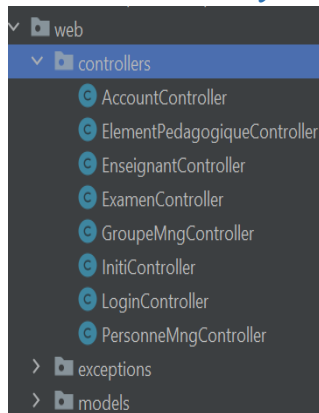 web
controllers
AccountController
ElementPedagogiqueController
EnseignantController
ExamenController
GroupeMngController
InitiController
LoginController
PersonneMngController
exceptions
models